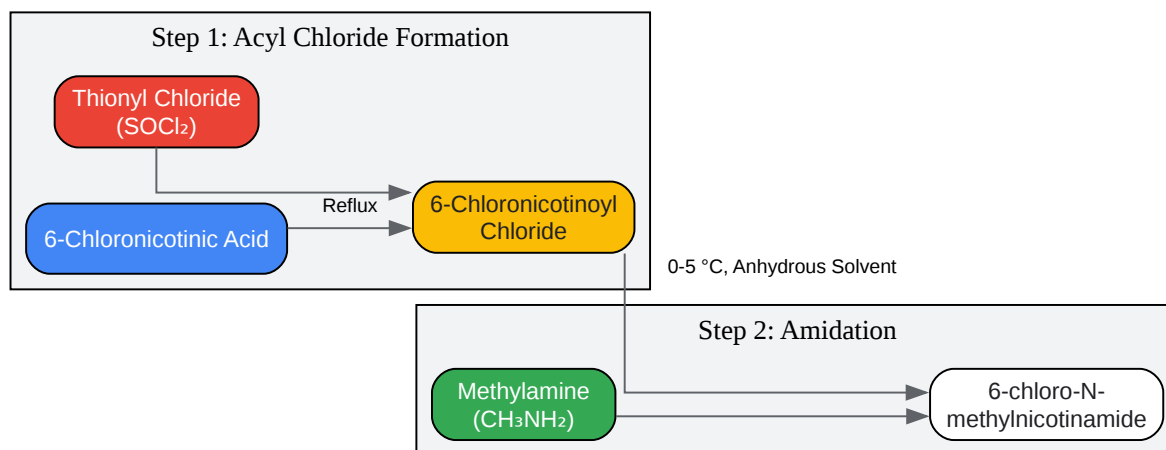 Step 1: Acyl Chloride Formation
Thionyl Chloride
(SOCl₂)
Reflux
6-Chloronicotinic Acid
6-Chloronicotinoyl
Chloride
0-5 °C, Anhydrous Solvent
Step 2: Amidation
Methylamine
(CH₃NH₂)
6-chloro-N-
methylnicotinamide